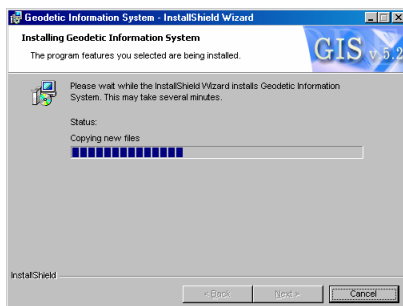 Geodetic Information System - InstallShield Wizard
Installing Geodetic Information System
The program features you selected are being installed.
GIS v 5.2
Please wait while the InstallShield Wizard installs Geodetic Information
System. This may take several minutes.
Status:
Copying new files
InstallShield
< Back
Next >
Cancel